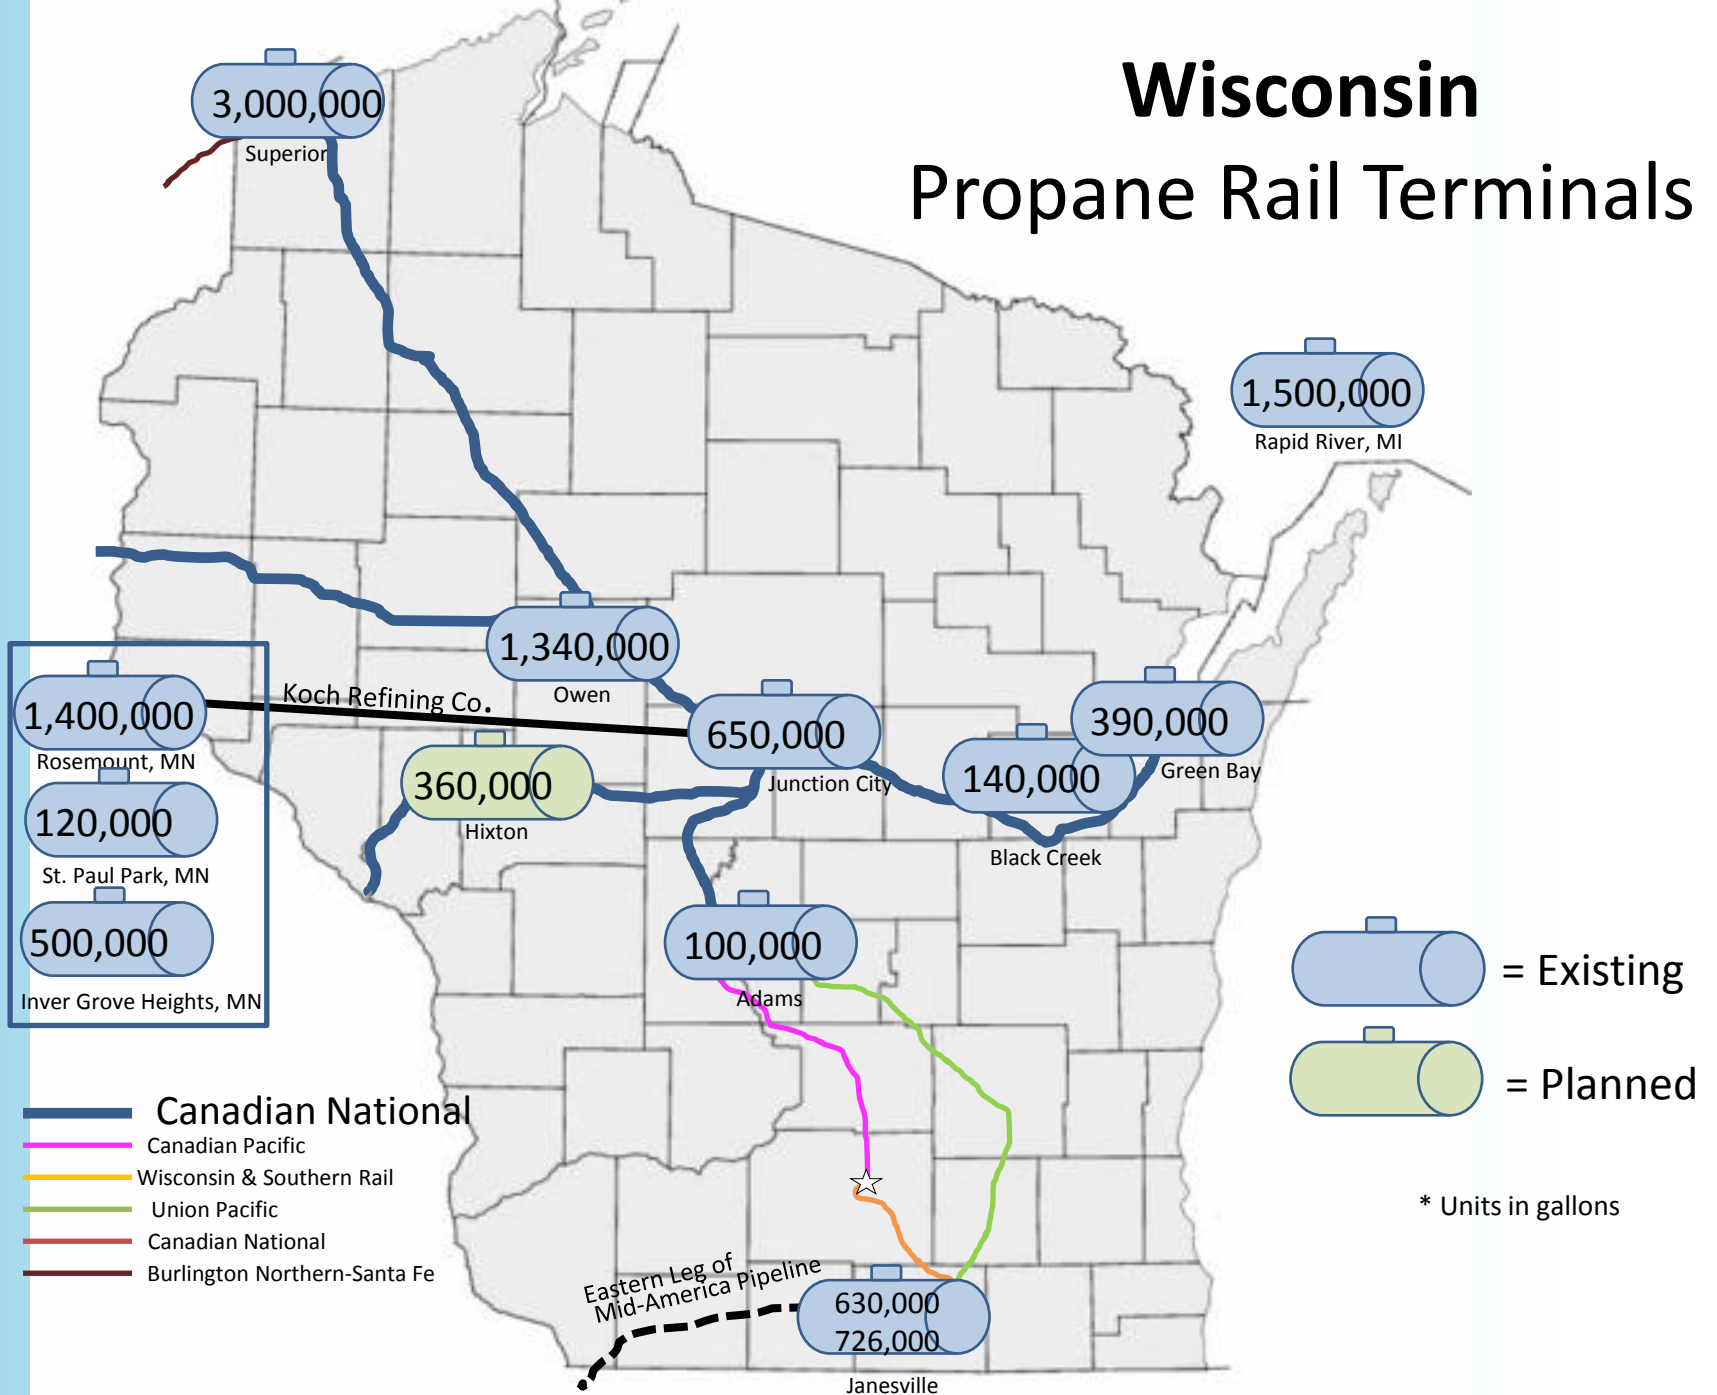 Wisconsin
Propane Rail Terminals
3,000,000
Superior
1,500,000
Rapid River, MI
1,340,000
Owen
Koch Refining Co.
1,400,000
Rosemount, MN
650,000
Junction City
390,000
Green Bay
360,000
Hixton
140,000
Black Creek
120,000
St. Paul Park, MN
500,000
Inver Grove Heights, MN
100,000
Adams
= Existing
= Planned
* Units in gallons
Canadian National
Canadian Pacific
Wisconsin & Southern Rail
Union Pacific
Canadian National
Burlington Northern-Santa Fe
Eastern Leg of
Mid-America Pipeline
630,000
726,000
Janesville